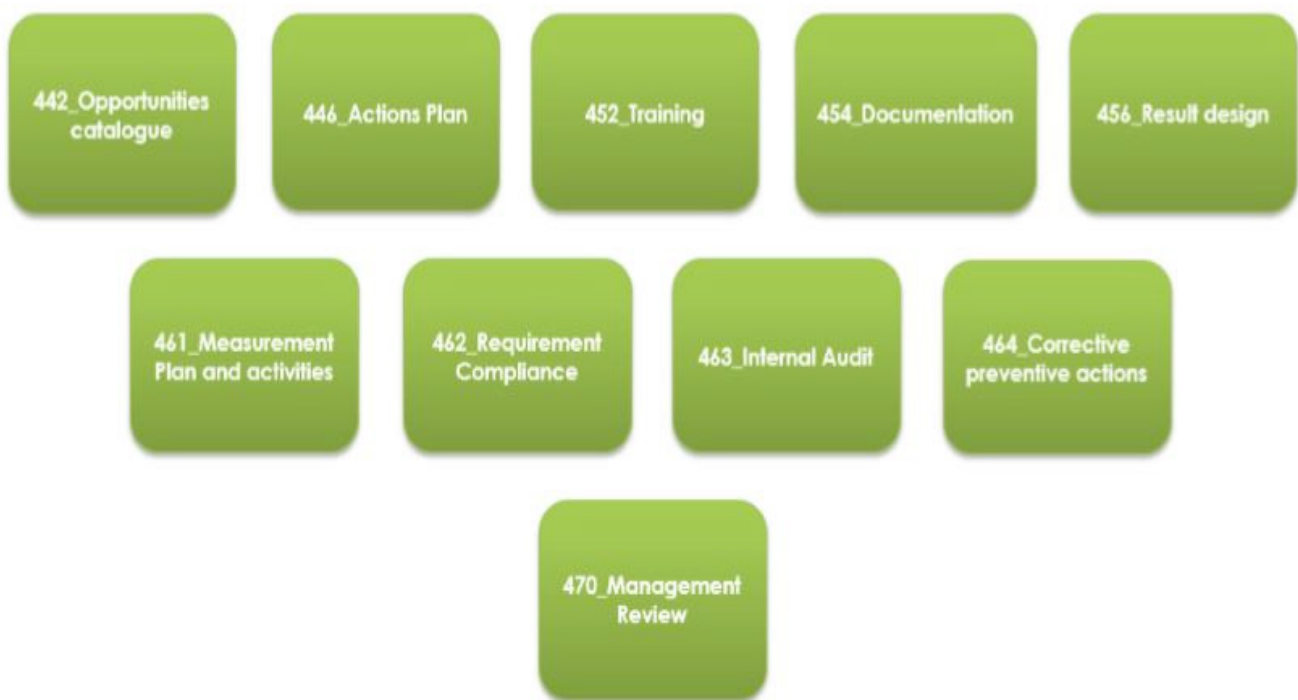 442_Opportunities
catalogue
446_Actions Plan
452_Training
454_Documentation
456_Result design
461_Measurement
Plan and activities
462_Requirement
Compliance
463_Internal Audit
464_Corrective
preventive actions
470_Management
Review